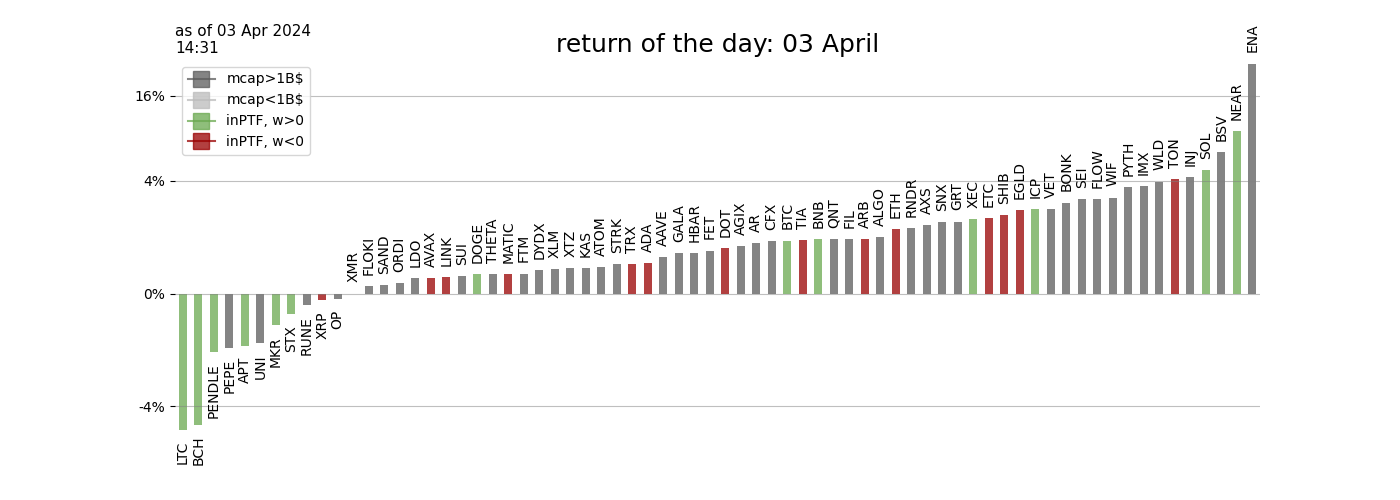 as of 03 Apr 2024
14:31
return of the day: 03 April
mcap>1B$
mcap<1B$
inPTF, w>0
inPTF, w<0
16%
4%
0%
-4%
LTC
BCH
PENDLE
PEPE
APT
UNI
MKR
STX
RUNE
XRP
OP
XMR
FLOKI
SAND
ORDI
LDO
AVAX
LINK
SUI
DOGE
THETA
MATIC
FTM
DYDX
XLM
XTZ
KAS
ATOM
STRK
TRX
ADA
AAVE
GALA
HBAR
FET
DOT
AGIX
AR
CFX
BTC
TIA
BNB
QNT
FIL
ARB
ALGO
ETH
RNDR
AXS
SNX
GRT
XEC
ETC
SHIB
EGLD
ICP
VET
BONK
SEI
FLOW
WIF
PYTH
IMX
WLD
TON
INJ
SOL
BSV
NEAR
ENA